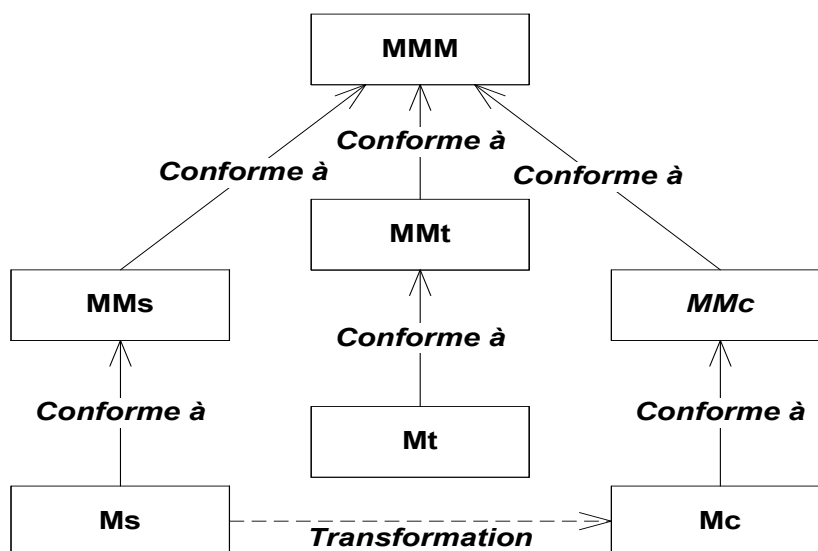 MMM
Conforme à
Conforme à
Conforme à
MMt
MMs
MMc
Conforme à
Conforme à
Conforme à
Mt
Ms
Mc
Transformation